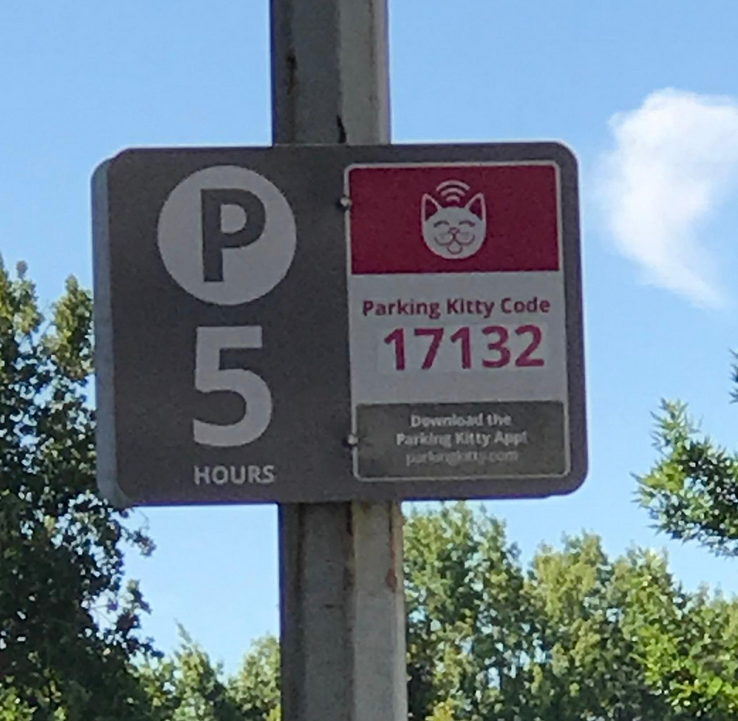 P
5
HOURS
Parking Kitty Code
17132
Download the
Parking Kitty App!
parkingkitty.com